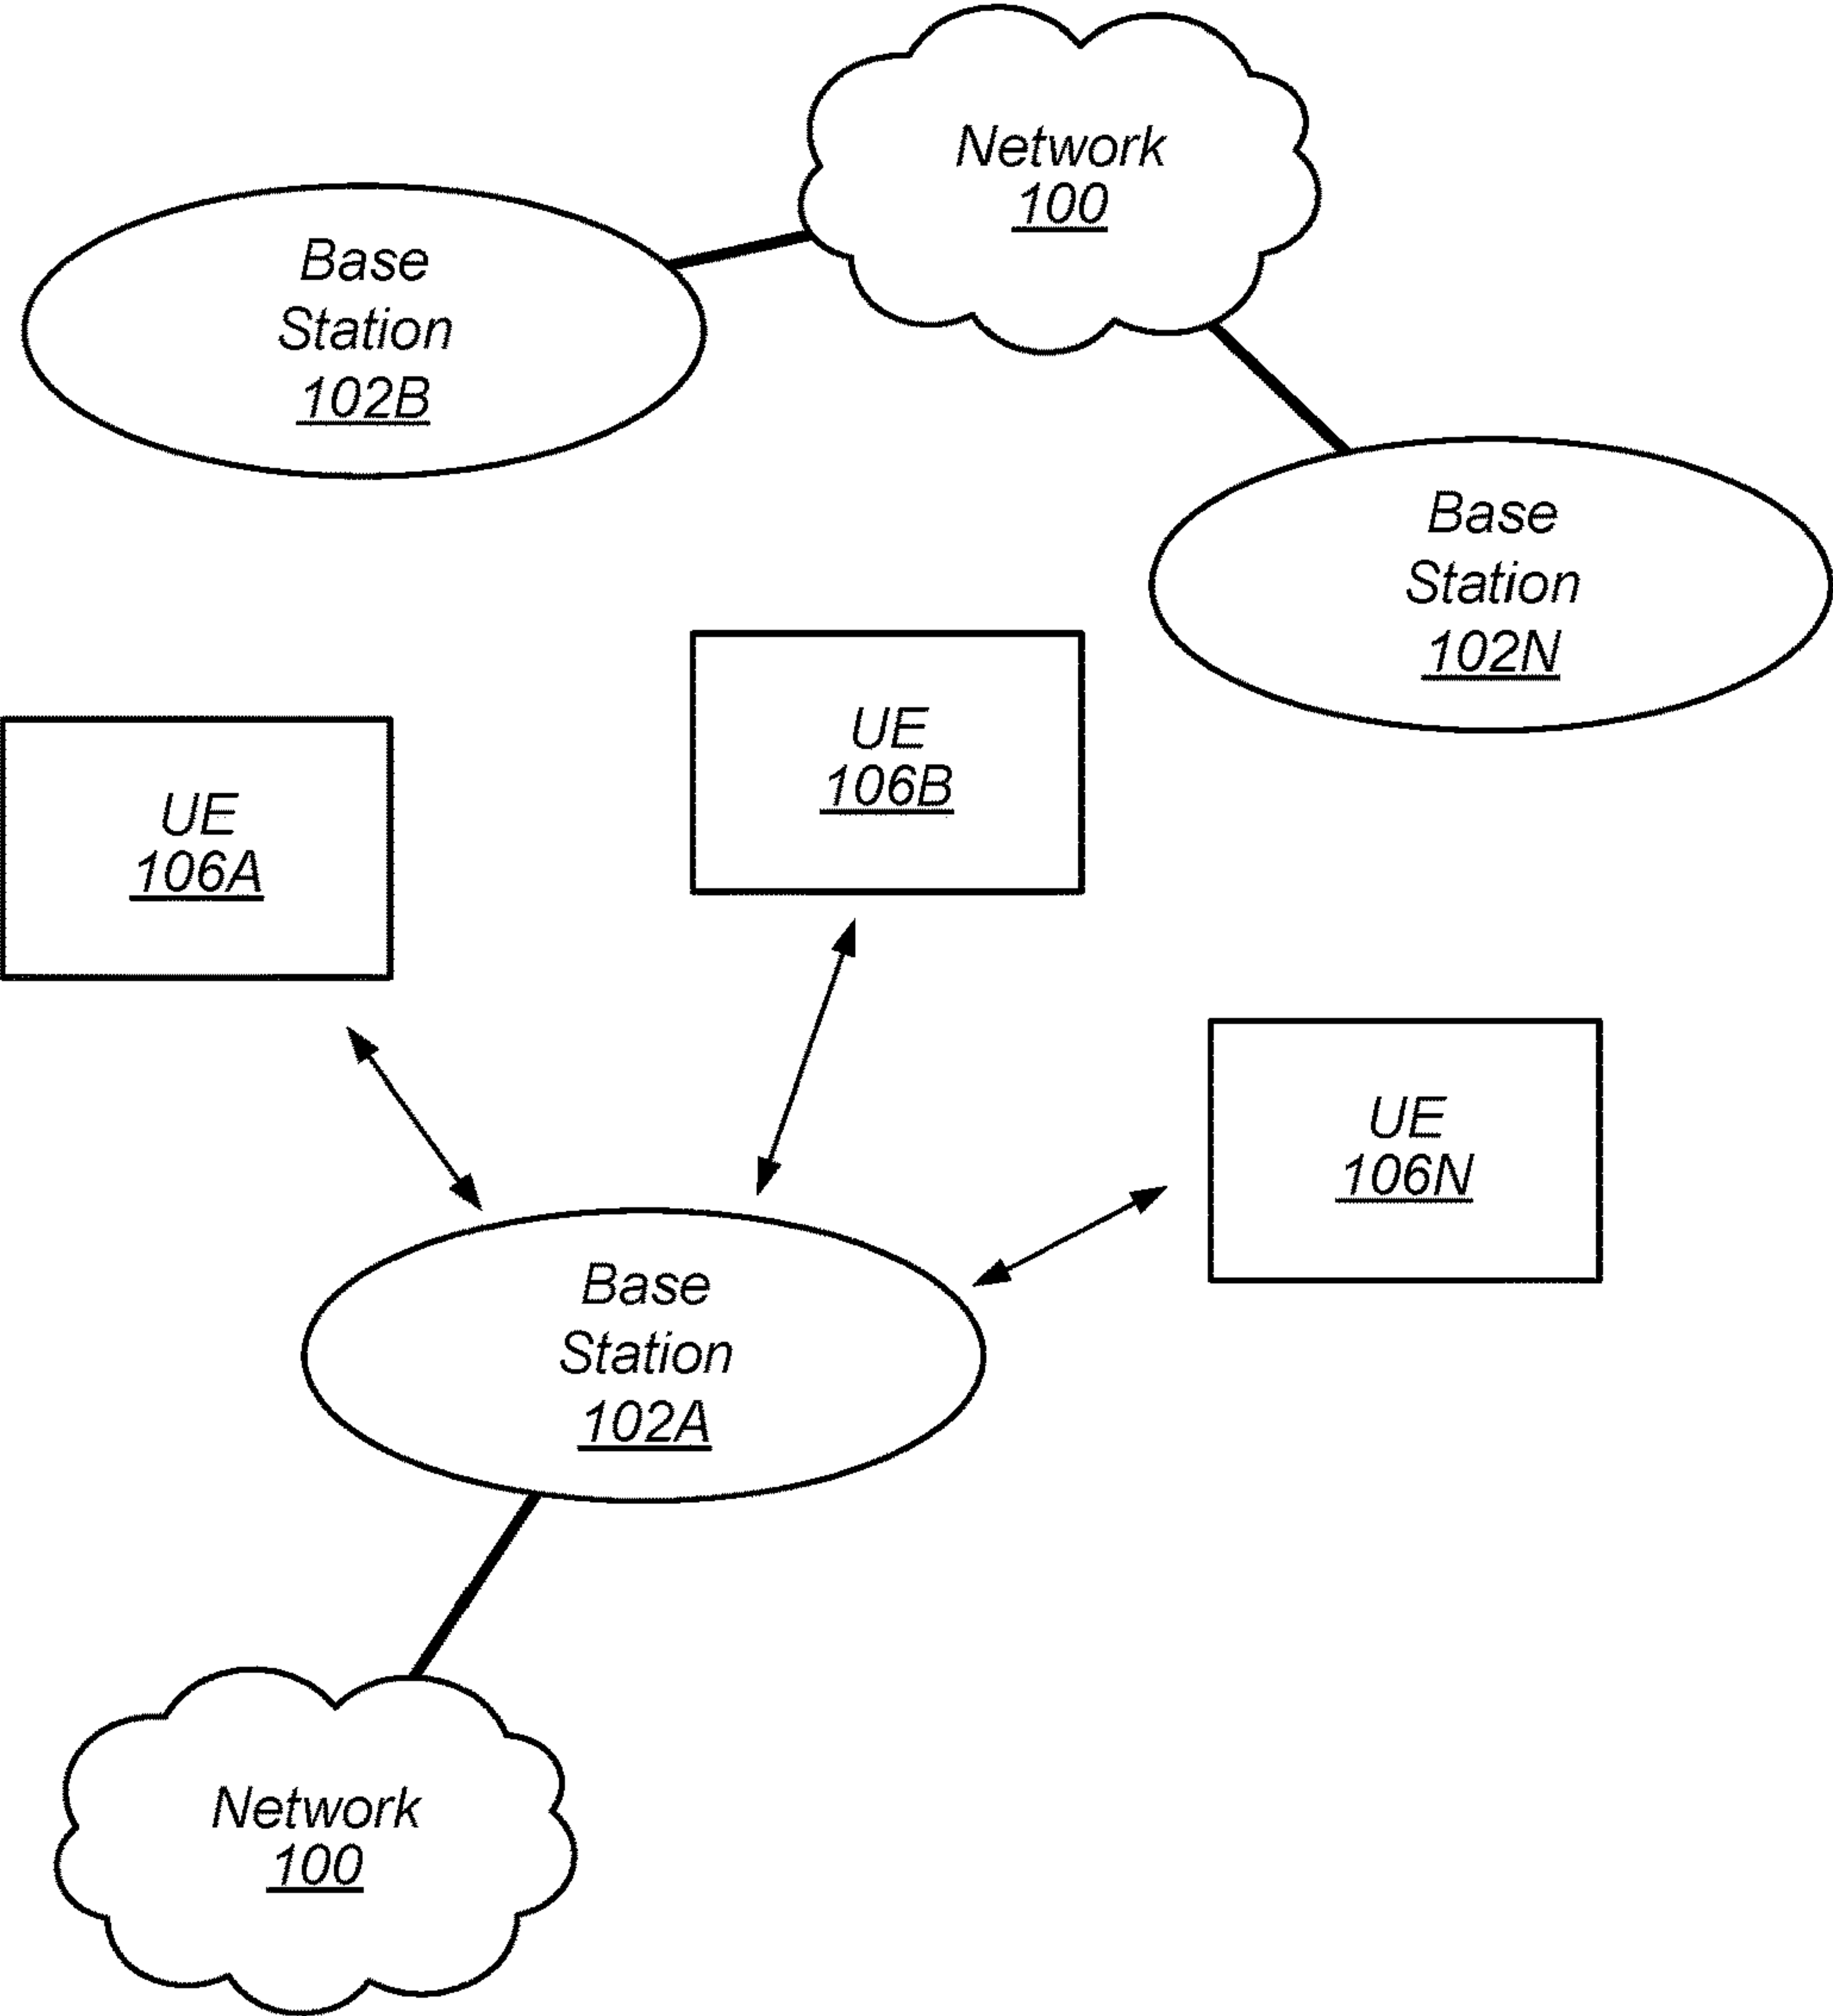 Network
100
Base
Station
102B
Base
Station
102N
UE
106B
UE
106A
UE
106N
Base
Station
102A
Network
100